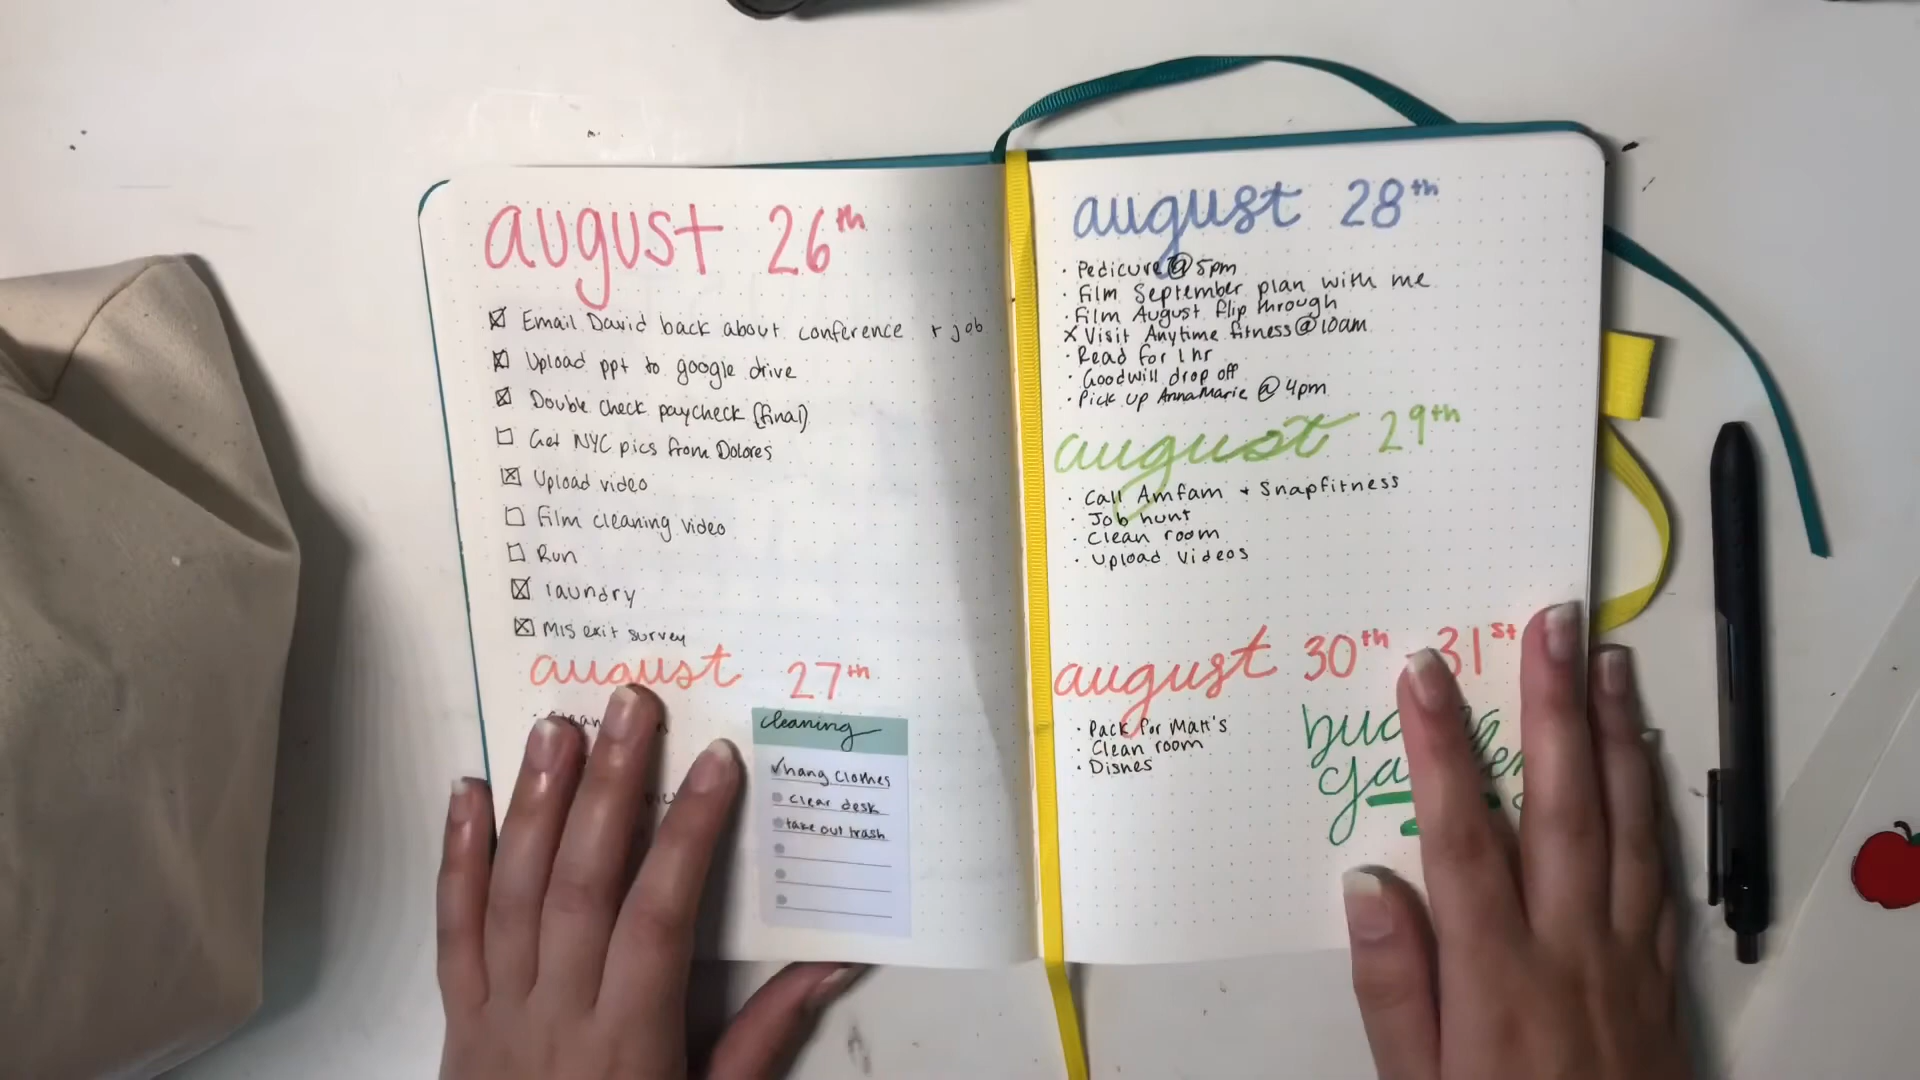 august 26th
Email David back about conference + job
Upload ppt to google drive
Double check paycheck (final)
Get NYC pics from Dolores
Upload video
Film cleaning video
Run
laundry
MIS exit survey
august 27th
cleaning
hang clothes
clear desk
take out trash
august 28th
Pedicure @ 5pm
Film September plan with me
Film August flip through
X Visit Anytime fitness @ 10am
Read for 1 hr
Goodwill drop off
Pick up AnnaMarie @ 4pm
august 29th
Call Amfam + Snapfitness
Job hunt
Clean room
Upload videos
august 30th - 31st
Pack for Matt's
Clean room
Dishes